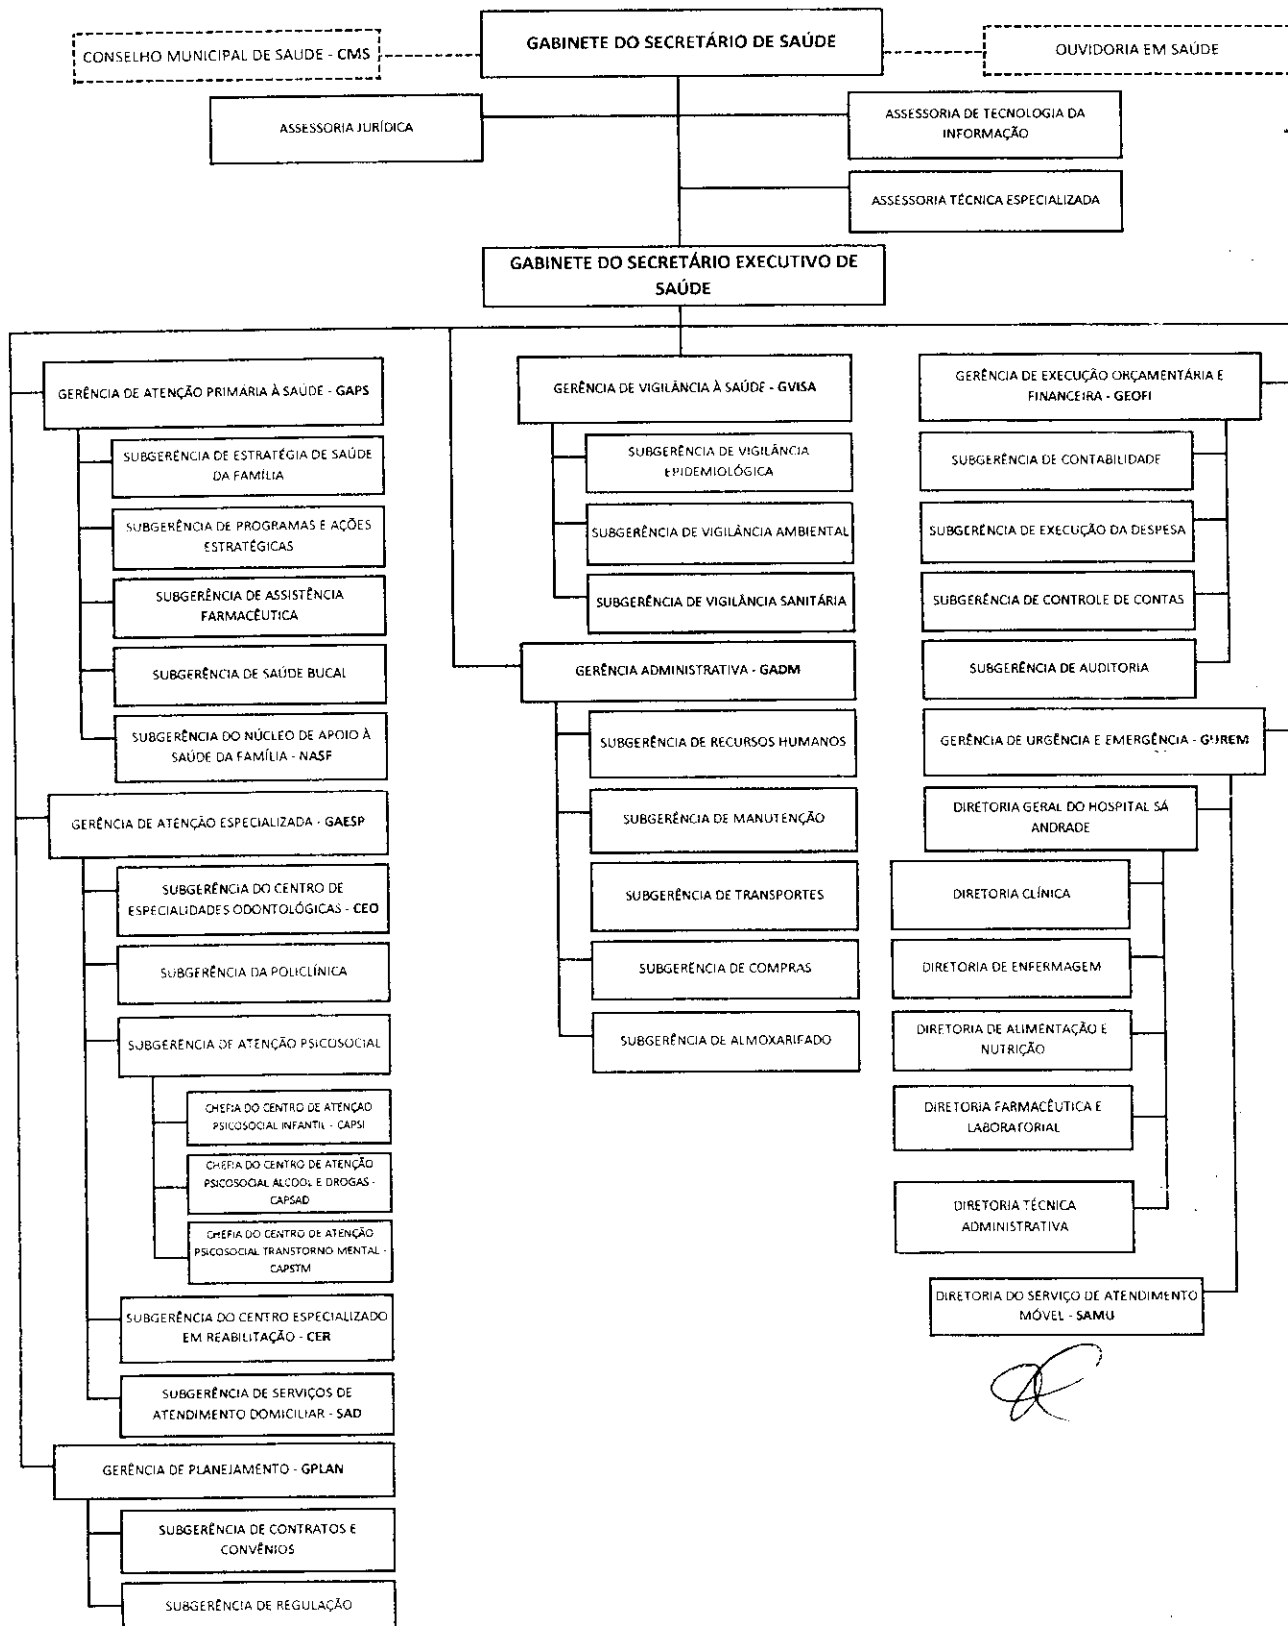 CONSELHO MUNICIPAL DE SAUDE - CMS
GABINETE DO SECRETÁRIO DE SAÚDE
OUVIDORIA EM SAÚDE
ASSESSORIA JURÍDICA
ASSESSORIA DE TECNOLOGIA DA
INFORMAÇÃO
ASSESSORIA TÉCNICA ESPECIALIZADA
GABINETE DO SECRETÁRIO EXECUTIVO DE
SAÚDE
GERÊNCIA DE ATENÇÃO PRIMÁRIA À SAÚDE - GAPS
SUBGERÊNCIA DE ESTRATÉGIA DE SAÚDE
DA FAMÍLIA
SUBGERÊNCIA DE PROGRAMAS E AÇÕES
ESTRATÉGICAS
SUBGERÊNCIA DE ASSISTÊNCIA
FARMACÊUTICA
SUBGERÊNCIA DE SAÚDE BUCAL
SUBGERÊNCIA DO NÚCLEO DE APOIO À
SAÚDE DA FAMÍLIA - NASF
GERÊNCIA DE ATENÇÃO ESPECIALIZADA - GAESP
SUBGERÊNCIA DO CENTRO DE
ESPECIALIDADES ODONTOLÓGICAS - CEO
SUBGERÊNCIA DA POLICLÍNICA
SUBGERÊNCIA DE ATENÇÃO PSICOSOCIAL
CHEFIA DO CENTRO DE ATENÇÃO
PSICOSOCIAL INFANTIL - CAPSI
CHEFIA DO CENTRO DE ATENÇÃO
PSICOSOCIAL ALCOOL E DROGAS -
CAPSAD
CHEFIA DO CENTRO DE ATENÇÃO
PSICOSOCIAL TRANSTORNO MENTAL -
CAPSTM
SUBGERÊNCIA DO CENTRO ESPECIALIZADO
EM REABILITAÇÃO - CER
SUBGERÊNCIA DE SERVIÇOS DE
ATENDIMENTO DOMICILIAR - SAD
GERÊNCIA DE PLANEJAMENTO - GPLAN
SUBGERÊNCIA DE CONTRATOS E
CONVÊNIOS
SUBGERÊNCIA DE REGULAÇÃO
GERÊNCIA DE VIGILÂNCIA À SAÚDE - GVISA
SUBGERÊNCIA DE VIGILÂNCIA
EPIDEMIOLÓGICA
SUBGERÊNCIA DE VIGILÂNCIA AMBIENTAL
SUBGERÊNCIA DE VIGILÂNCIA SANITÁRIA
GERÊNCIA ADMINISTRATIVA - GADM
SUBGERÊNCIA DE RECURSOS HUMANOS
SUBGERÊNCIA DE MANUTENÇÃO
SUBGERÊNCIA DE TRANSPORTES
SUBGERÊNCIA DE COMPRAS
SUBGERÊNCIA DE ALMOXARIFADO
GERÊNCIA DE EXECUÇÃO ORÇAMENTÁRIA E
FINANCEIRA - GEOFI
SUBGERÊNCIA DE CONTABILIDADE
SUBGERÊNCIA DE EXECUÇÃO DA DESPESA
SUBGERÊNCIA DE CONTROLE DE CONTAS
SUBGERÊNCIA DE AUDITORIA
GERÊNCIA DE URGÊNCIA E EMERGÊNCIA - GUREM
DIRETORIA GERAL DO HOSPITAL SÁ
ANDRADE
DIRETORIA CLÍNICA
DIRETORIA DE ENFERMAGEM
DIRETORIA DE ALIMENTAÇÃO E
NUTRIÇÃO
DIRETORIA FARMACÊUTICA E
LABORATORIAL
DIRETORIA TÉCNICA
ADMINISTRATIVA
DIRETORIA DO SERVIÇO DE ATENDIMENTO
MÓVEL - SAMU